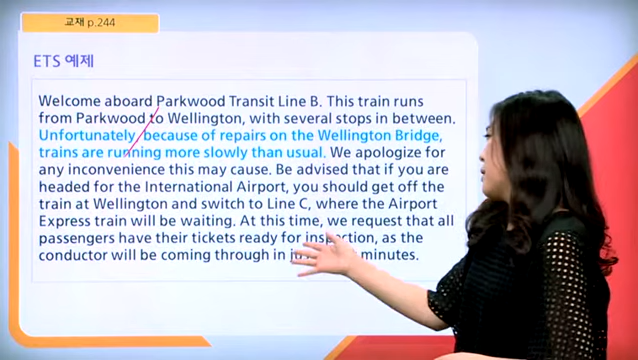 교재 p.244
ETS 예제
Welcome aboard Parkwood Transit Line B. This train runs
from Parkwood to Wellington, with several stops in between.
Unfortunately, because of repairs on the Wellington Bridge,
trains are running more slowly than usual. We apologize for
any inconvenience this may cause. Be advised that if you are
headed for the International Airport, you should get off the
train at Wellington and switch to Line C, where the Airport
Express train will be waiting. At this time, we request that all
passengers have their tickets ready for inspection, as the
conductor will be coming through in minutes.